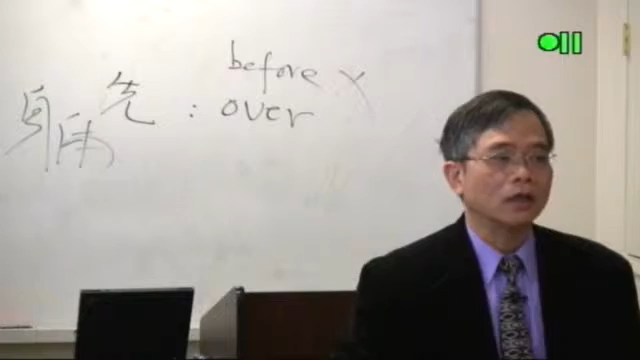 before ×
先 : over